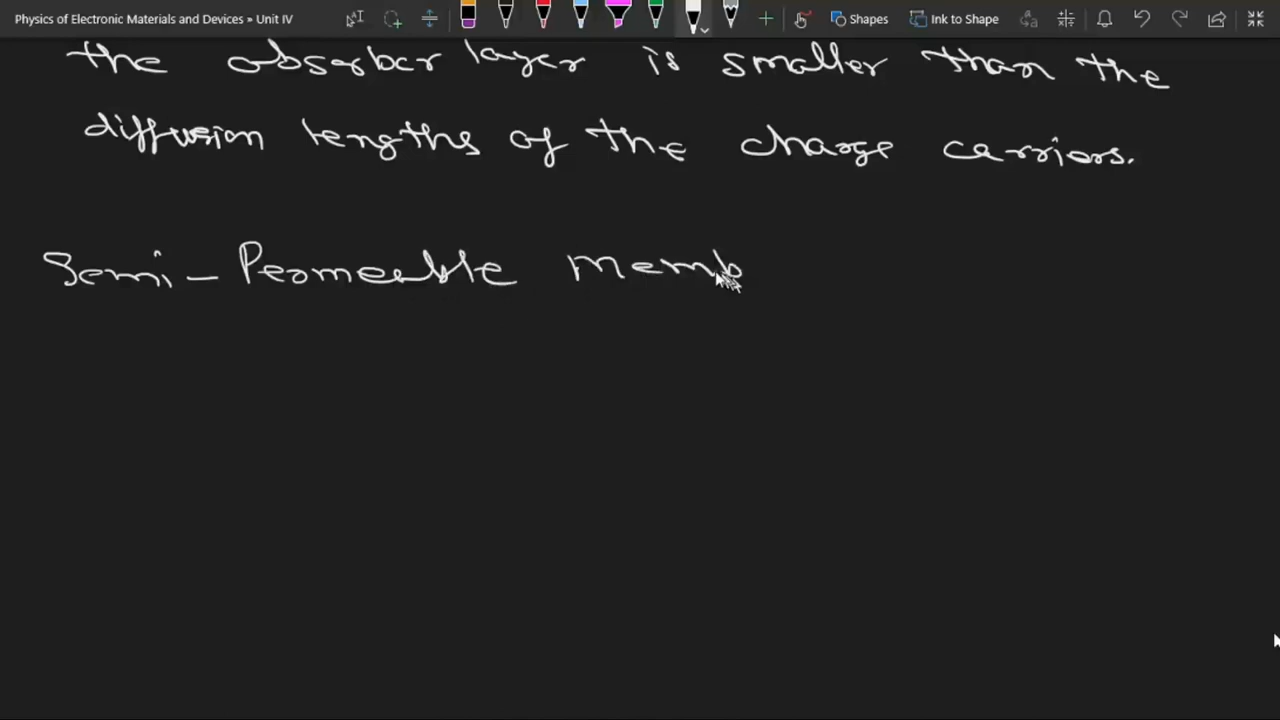 Physics of Electronic Materials and Devices » Unit IV
Shapes
Ink to Shape
the absorber layer is smaller than the
diffusion lengths of the charge carriers.
Semi-Permeable memb